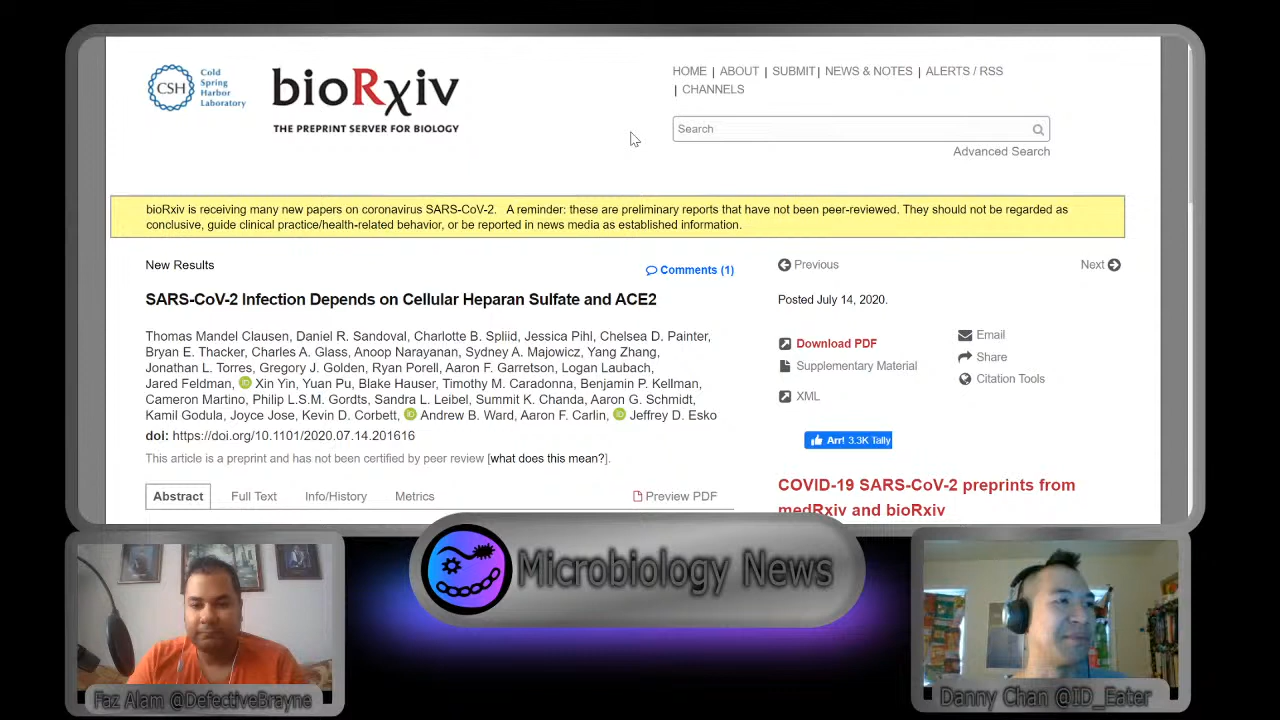 CSH
Cold
Spring
Harbor
Laboratory
bioRχiv
THE PREPRINT SERVER FOR BIOLOGY
HOME | ABOUT | SUBMIT | NEWS & NOTES | ALERTS / RSS
| CHANNELS
Search
Advanced Search
bioRxiv is receiving many new papers on coronavirus SARS-CoV-2. A reminder: these are preliminary reports that have not been peer-reviewed. They should not be regarded as
conclusive, guide clinical practice/health-related behavior, or be reported in news media as established information.
New Results
Comments (1)
SARS-CoV-2 Infection Depends on Cellular Heparan Sulfate and ACE2
Thomas Mandel Clausen, Daniel R. Sandoval, Charlotte B. Spliid, Jessica Pihl, Chelsea D. Painter,
Bryan E. Thacker, Charles A. Glass, Anoop Narayanan, Sydney A. Majowicz, Yang Zhang,
Jonathan L. Torres, Gregory J. Golden, Ryan Porell, Aaron F. Garretson, Logan Laubach,
Jared Feldman, iD Xin Yin, Yuan Pu, Blake Hauser, Timothy M. Caradonna, Benjamin P. Kellman,
Cameron Martino, Philip L.S.M. Gordts, Sandra L. Leibel, Summit K. Chanda, Aaron G. Schmidt,
Kamil Godula, Joyce Jose, Kevin D. Corbett, iD Andrew B. Ward, Aaron F. Carlin, iD Jeffrey D. Esko
doi: https://doi.org/10.1101/2020.07.14.201616
This article is a preprint and has not been certified by peer review [what does this mean?].
Abstract
Full Text
Info/History
Metrics
Preview PDF
Previous
Next
Posted July 14, 2020.
Download PDF
Supplementary Material
XML
Email
Share
Citation Tools
Arr! 3.3K Tally
COVID-19 SARS-CoV-2 preprints from
medRxiv and bioRxiv
Microbiology News
Faz Alam @DefectiveBrayne
Danny Chan @ID_Eater